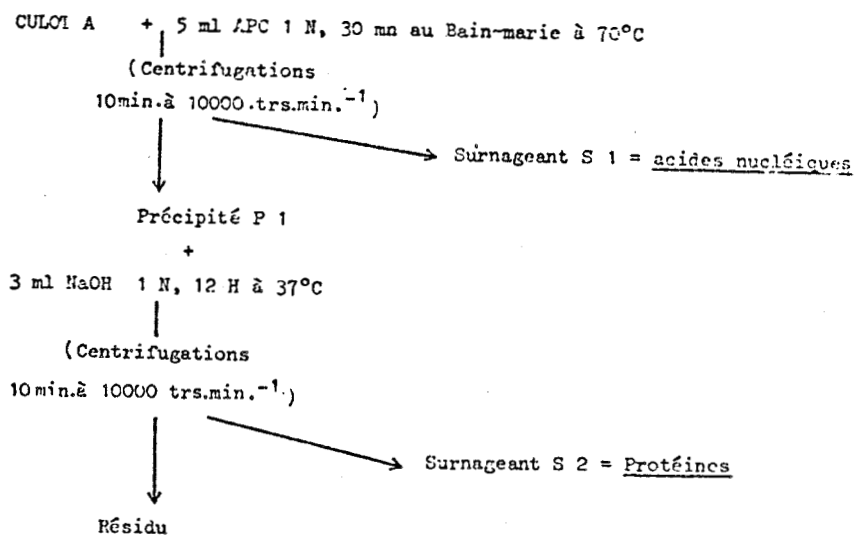 CULOT A + 5 ml APC 1 N, 30 mn au Bain-marie à 70°C
(Centrifugations
10min.à 10000.trs.min.⁻¹)
Surnageant S 1 = acides nucléiques
Précipité P 1
+
3 ml NaOH 1 N, 12 H à 37°C
(Centrifugations
10min.à 10000 trs.min.⁻¹.)
Surnageant S 2 = Protéines
Résidu